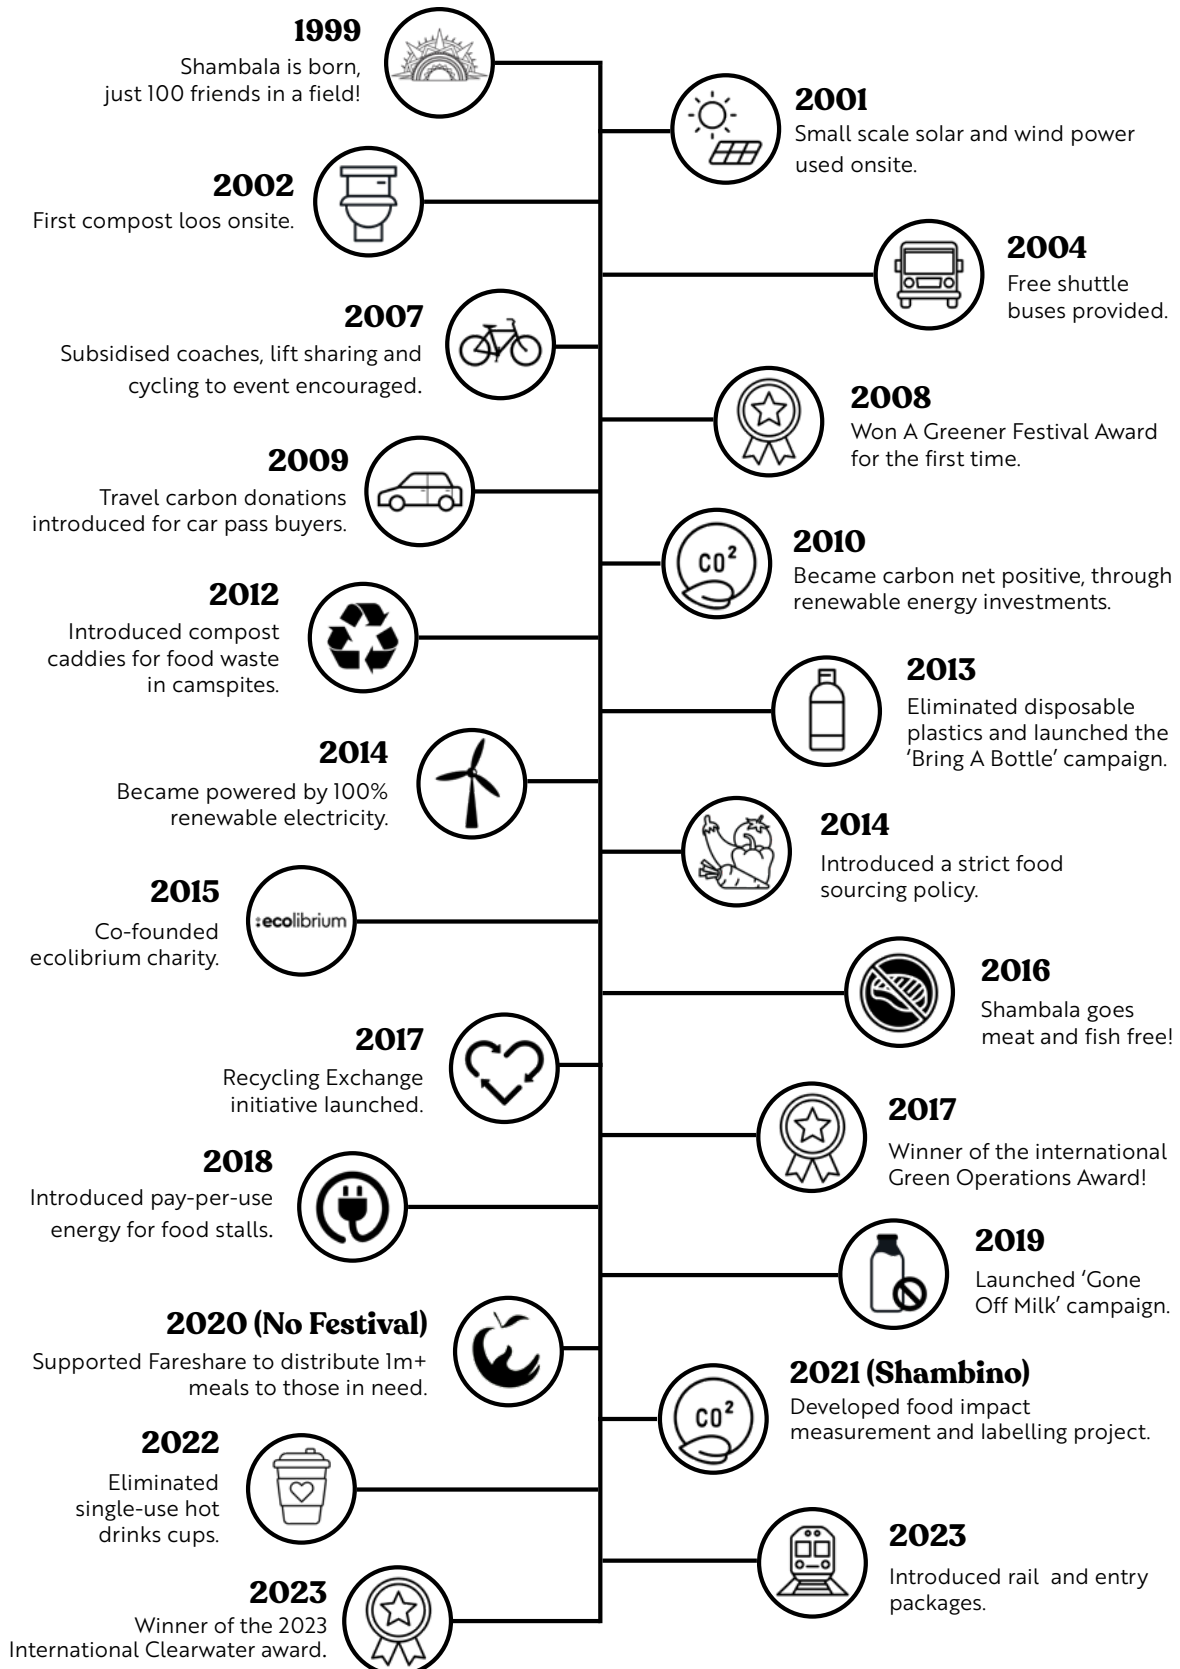 1999
Shambala is born,
just 100 friends in a field!
2001
Small scale solar and wind power
used onsite.
2002
First compost loos onsite.
2004
Free shuttle
buses provided.
2007
Subsidised coaches, lift sharing and
cycling to event encouraged.
2008
Won A Greener Festival Award
for the first time.
2009
Travel carbon donations
introduced for car pass buyers.
CO²
2010
Became carbon net positive, through
renewable energy investments.
2012
Introduced compost
caddies for food waste
in camspites.
2013
Eliminated disposable
plastics and launched the
‘Bring A Bottle’ campaign.
2014
Became powered by 100%
renewable electricity.
2014
Introduced a strict food
sourcing policy.
2015
Co-founded
ecolibrium charity.
:ecolibrium
2016
Shambala goes
meat and fish free!
2017
Recycling Exchange
initiative launched.
2017
Winner of the international
Green Operations Award!
2018
Introduced pay-per-use
energy for food stalls.
2019
Launched ‘Gone
Off Milk’ campaign.
2020 (No Festival)
Supported Fareshare to distribute 1m+
meals to those in need.
CO²
2021 (Shambino)
Developed food impact
measurement and labelling project.
2022
Eliminated
single-use hot
drinks cups.
2023
Introduced rail and entry
packages.
2023
Winner of the 2023
International Clearwater award.